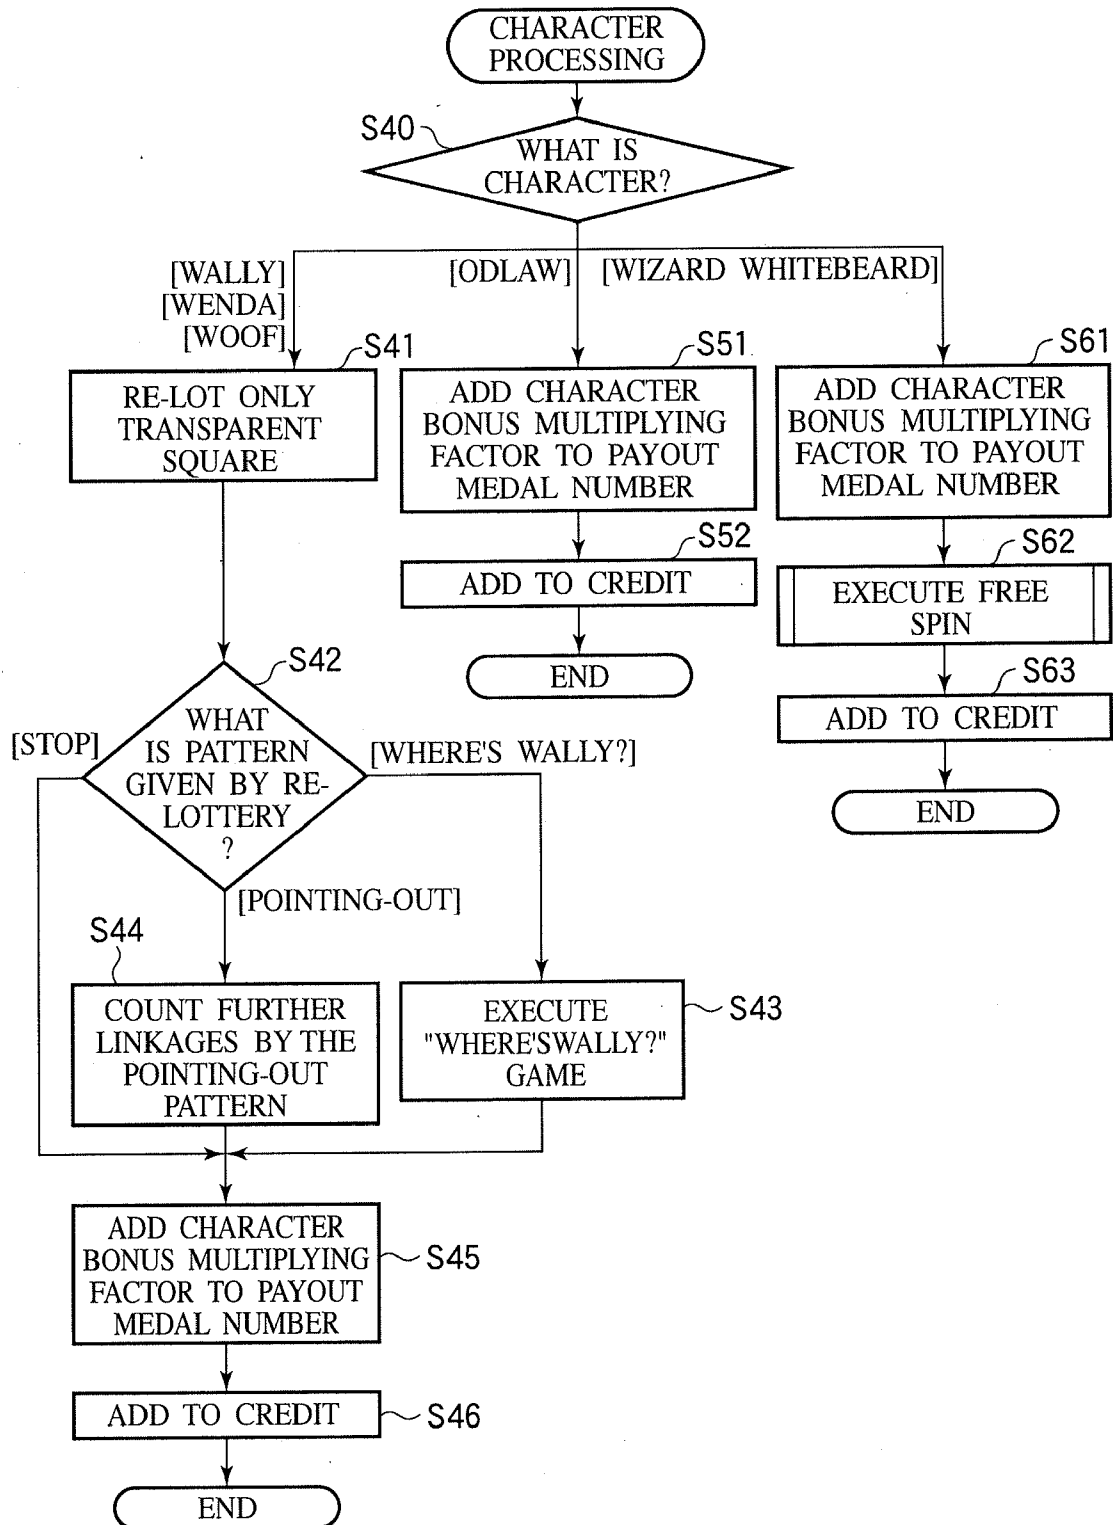 CHARACTER
PROCESSING
S40
WHAT IS
CHARACTER?
[WALLY]
[WENDA]
[WOOF]
[ODLAW]
[WIZARD WHITEBEARD]
S41
RE-LOT ONLY
TRANSPARENT
SQUARE
S51
ADD CHARACTER
BONUS MULTIPLYING
FACTOR TO PAYOUT
MEDAL NUMBER
S61
ADD CHARACTER
BONUS MULTIPLYING
FACTOR TO PAYOUT
MEDAL NUMBER
S52
ADD TO CREDIT
END
S62
EXECUTE FREE
SPIN
S63
ADD TO CREDIT
END
S42
WHAT
IS PATTERN
GIVEN BY RE-
LOTTERY
?
[STOP]
[WHERE'S WALLY?]
[POINTING-OUT]
S44
COUNT FURTHER
LINKAGES BY THE
POINTING-OUT
PATTERN
EXECUTE
"WHERE'SWALLY?"
GAME
S43
ADD CHARACTER
BONUS MULTIPLYING
FACTOR TO PAYOUT
MEDAL NUMBER
S45
ADD TO CREDIT
S46
END